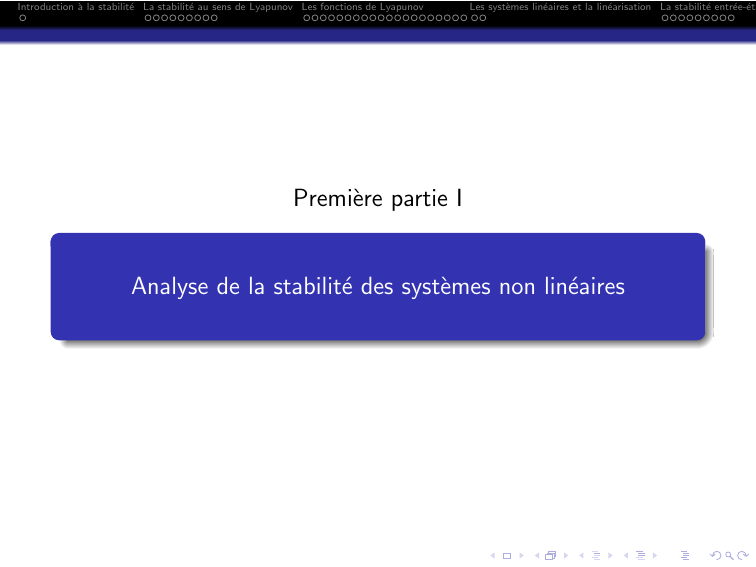 Introduction à la stabilité La stabilité au sens de Lyapunov Les fonctions de Lyapunov Les systèmes linéaires et la linéarisation La stabilité entrée-ét
Première partie I
Analyse de la stabilité des systèmes non linéaires